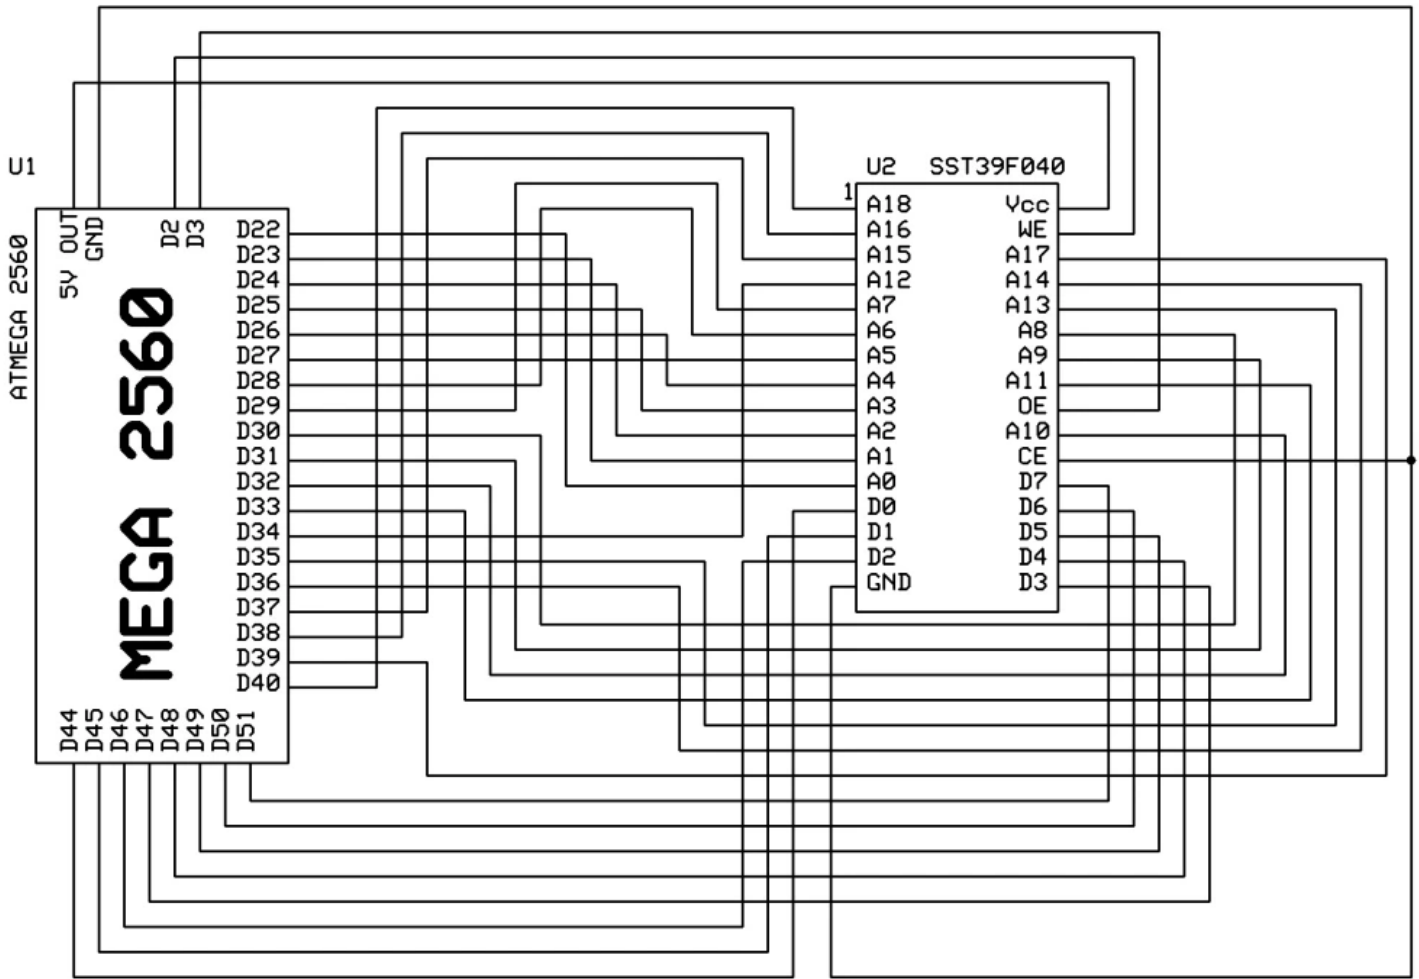 U1
ATMEGA 2560
5V OUT
GND
D2
D3
MEGA 2560
D22
D23
D24
D25
D26
D27
D28
D29
D30
D31
D32
D33
D34
D35
D36
D37
D38
D39
D40
D44
D45
D46
D47
D48
D49
D50
D51
U2 SST39F040
1
A18 Vcc
A16 WE
A15 A17
A12 A14
A7 A13
A6 A8
A5 A9
A4 A11
A3 OE
A2 A10
A1 CE
A0 D7
D0 D6
D1 D5
D2 D4
GND D3